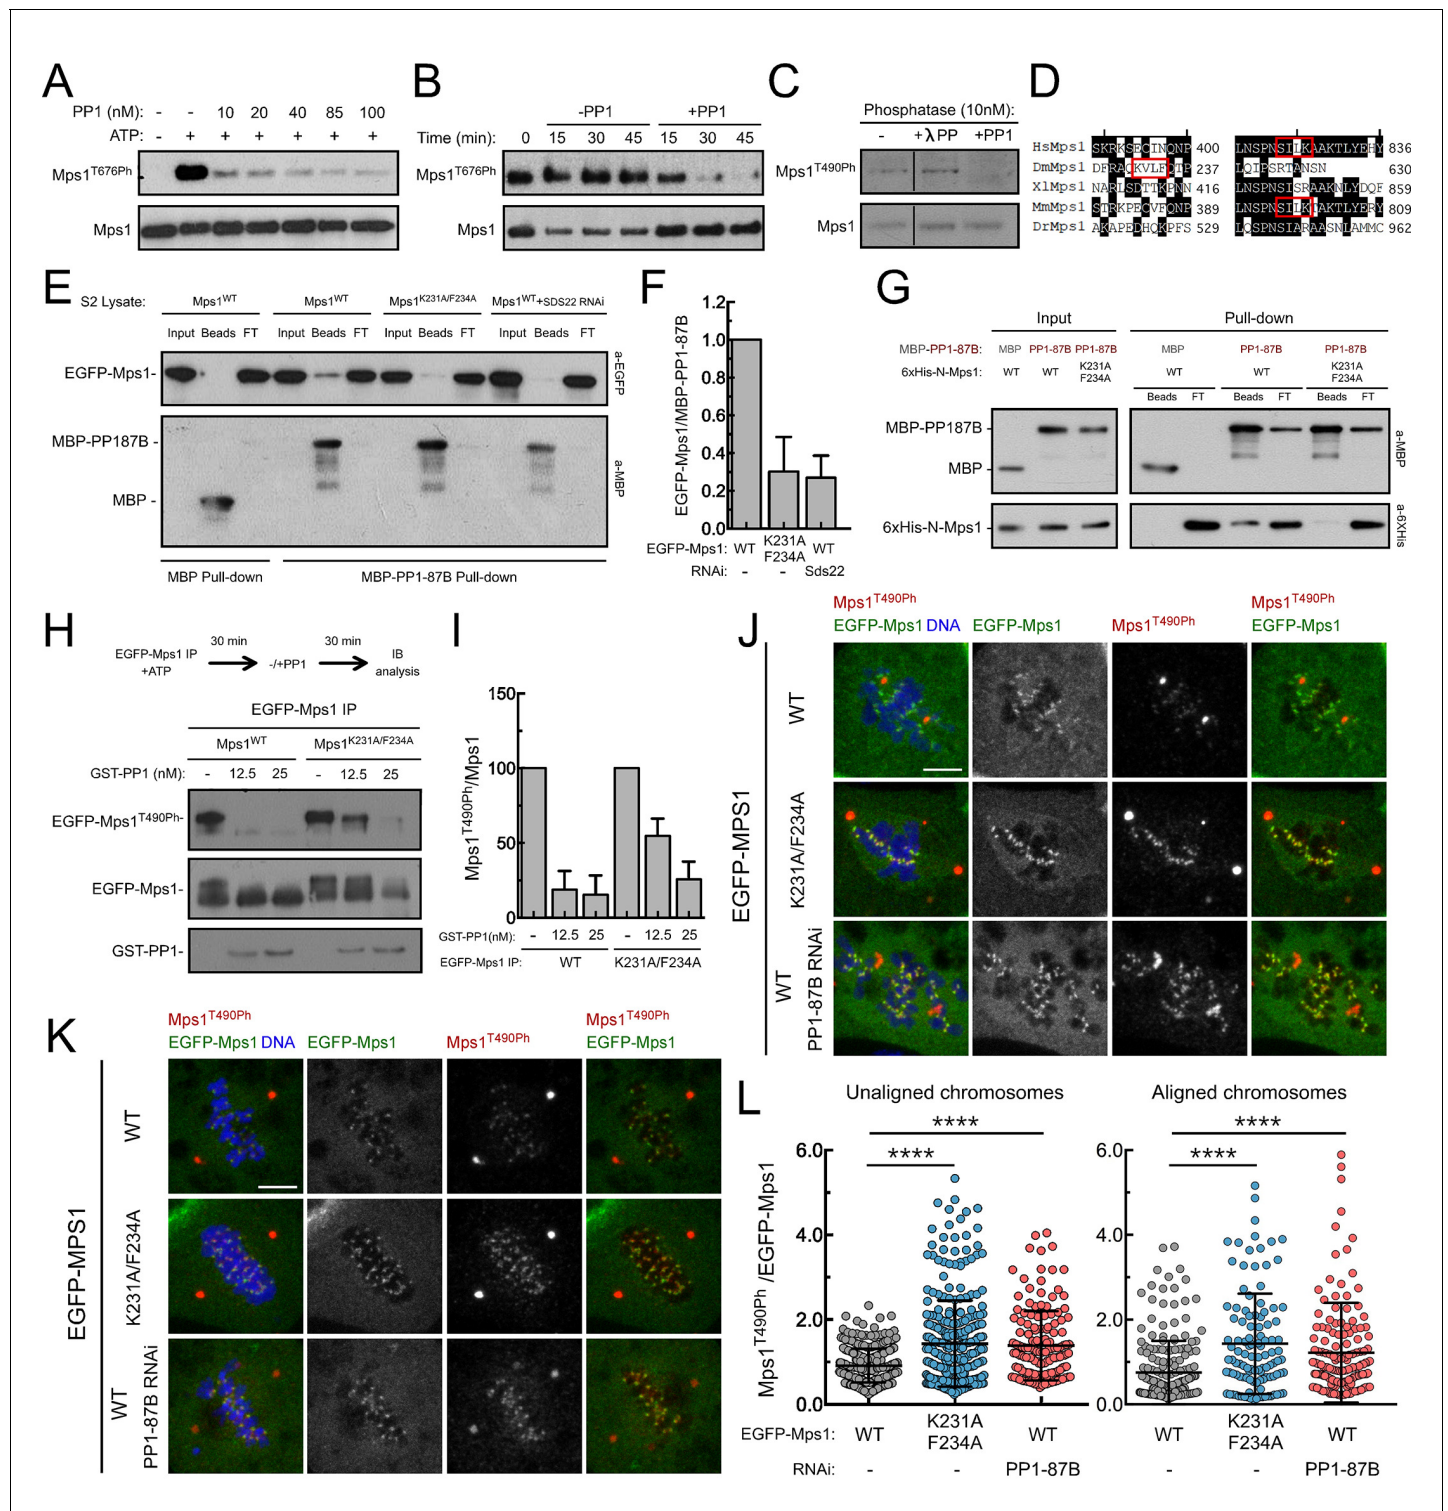 A
PP1 (nM): - - 10 20 40 85 100
ATP: - + + + + + +
Mps1T676Ph
Mps1
B
-PP1 +PP1
Time (min): 0 15 30 45 15 30 45
Mps1T676Ph
Mps1
C
Phosphatase (10nM):
- +λPP +PP1
Mps1T490Ph
Mps1
D
HsMps1 SKRKSECINQNP 400 LNSPNSILKAAKTLYEHY 836
DmMps1 DFRACKVLFDTP 237 LQIPSRTANSN 630
XlMps1 NARLSDTTKPNN 416 LNSPNSISRAAKNLYDQF 859
MmMps1 STRKPECVFQNP 389 LNSPNSILKTAKTLYERY 809
DrMps1 AKAPEDHQKPFS 529 LQSPNSIARAASNLAMMC 962
E
S2 Lysate: Mps1WT Mps1WT Mps1K231A/F234A Mps1WT+SDS22 RNAi
Input Beads FT Input Beads FT Input Beads FT Input Beads FT
EGFP-Mps1-
a-EGFP
MBP-PP187B -
MBP -
a-MBP
MBP Pull-down MBP-PP1-87B Pull-down
F
EGFP-Mps1/MBP-PP1-87B
1.2
1.0
0.8
0.6
0.4
0.2
0.0
EGFP-Mps1: WT K231A F234A WT
RNAi: - - Sds22
G
Input Pull-down
MBP-PP1-87B: MBP PP1-87B PP1-87B MBP PP1-87B PP1-87B
6xHis-N-Mps1: WT WT K231A F234A WT WT K231A F234A
Beads FT Beads FT Beads FT
MBP-PP187B -
MBP -
a-MBP
6xHis-N-Mps1-
a-6XHis
H
30 min 30 min
EGFP-Mps1 IP +ATP -/+PP1 IB analysis
EGFP-Mps1 IP
Mps1WT Mps1K231A/F234A
GST-PP1 (nM): - 12.5 25 - 12.5 25
EGFP-Mps1T490Ph-
EGFP-Mps1-
GST-PP1-
I
Mps1T490Ph/Mps1
150
100
50
0
GST-PP1(nM): - 12.5 25 - 12.5 25
EGFP-Mps1 IP: WT K231A/F234A
J
Mps1T490Ph
EGFP-Mps1 DNA
EGFP-Mps1
Mps1T490Ph
Mps1T490Ph
EGFP-Mps1
EGFP-MPS1
WT
K231A/F234A
WT
PP1-87B RNAi
K
Mps1T490Ph
EGFP-Mps1 DNA
EGFP-Mps1
Mps1T490Ph
Mps1T490Ph
EGFP-Mps1
EGFP-MPS1
WT
K231A/F234A
WT
PP1-87B RNAi
L
Unaligned chromosomes Aligned chromosomes
Mps1T490Ph /EGFP-Mps1
****
****
6.0
4.0
2.0
0.0
****
****
6.0
4.0
2.0
0.0
EGFP-Mps1: WT K231A F234A WT WT K231A F234A WT
RNAi: - - PP1-87B - - PP1-87B